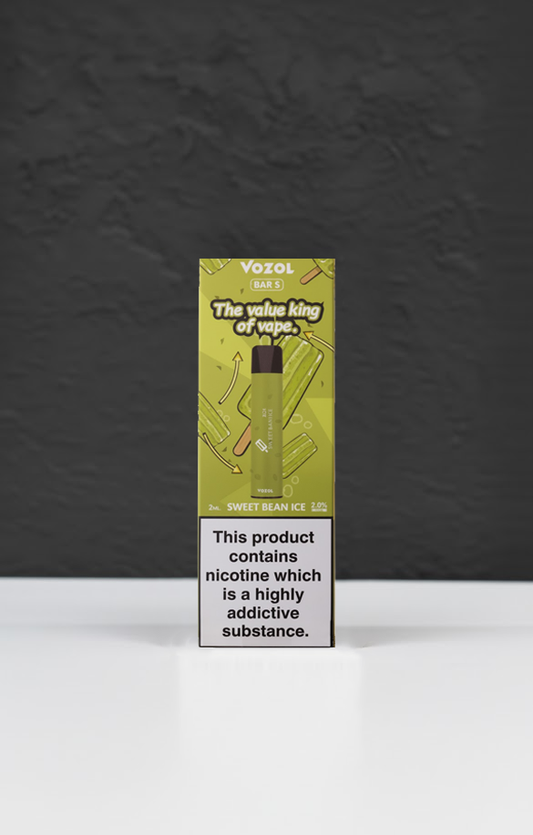 VOZOL
BAR S
The value king
of vape.
VOZOL
2mL SWEET BEAN ICE 2.0%
This product
contains
nicotine which
is a highly
addictive
substance.